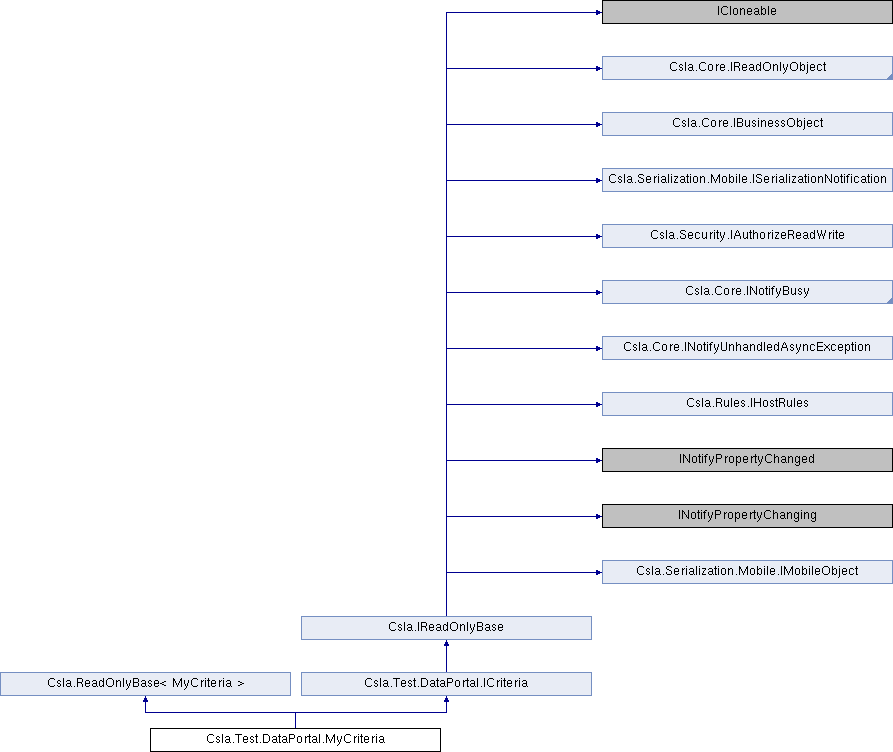 ICloneable
Csla.Core.IReadOnlyObject
Csla.Core.IBusinessObject
Csla.Serialization.Mobile.ISerializationNotification
Csla.Security.IAuthorizeReadWrite
Csla.Core.INotifyBusy
Csla.Core.INotifyUnhandledAsyncException
Csla.Rules.IHostRules
INotifyPropertyChanged
INotifyPropertyChanging
Csla.Serialization.Mobile.IMobileObject
Csla.IReadOnlyBase
Csla.ReadOnlyBase< MyCriteria >
Csla.Test.DataPortal.ICriteria
Csla.Test.DataPortal.MyCriteria